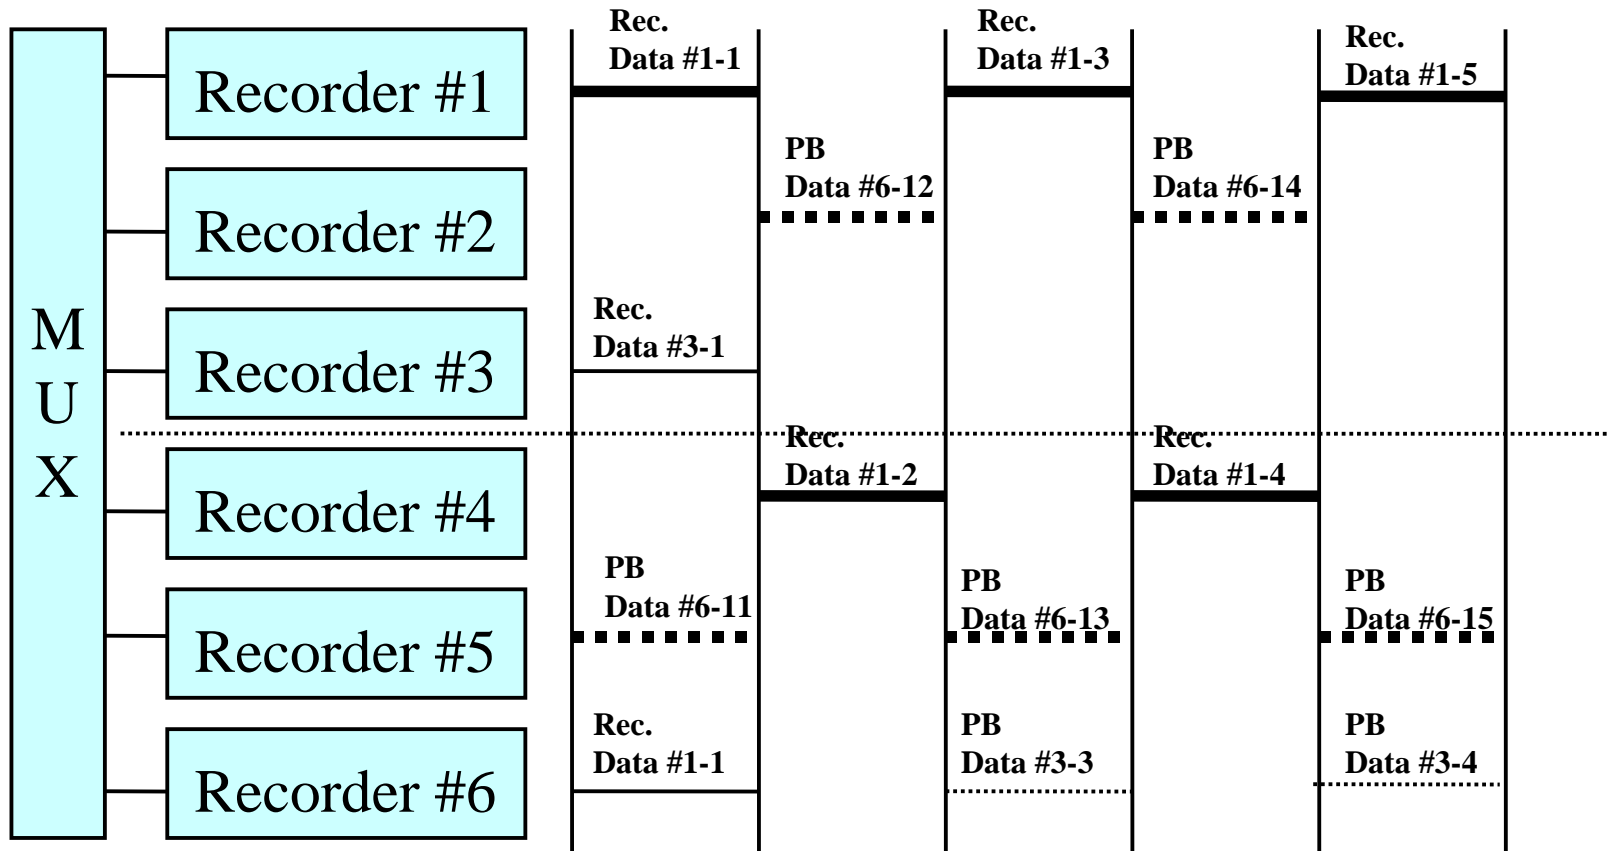 M
U
X
Recorder #1
Recorder #2
Recorder #3
Recorder #4
Recorder #5
Recorder #6
Rec.
Data #1-1
Rec.
Data #1-3
Rec.
Data #1-5
PB
Data #6-12
PB
Data #6-14
Rec.
Data #3-1
Rec.
Data #1-2
Rec.
Data #1-4
PB
Data #6-11
PB
Data #6-13
PB
Data #6-15
Rec.
Data #1-1
PB
Data #3-3
PB
Data #3-4